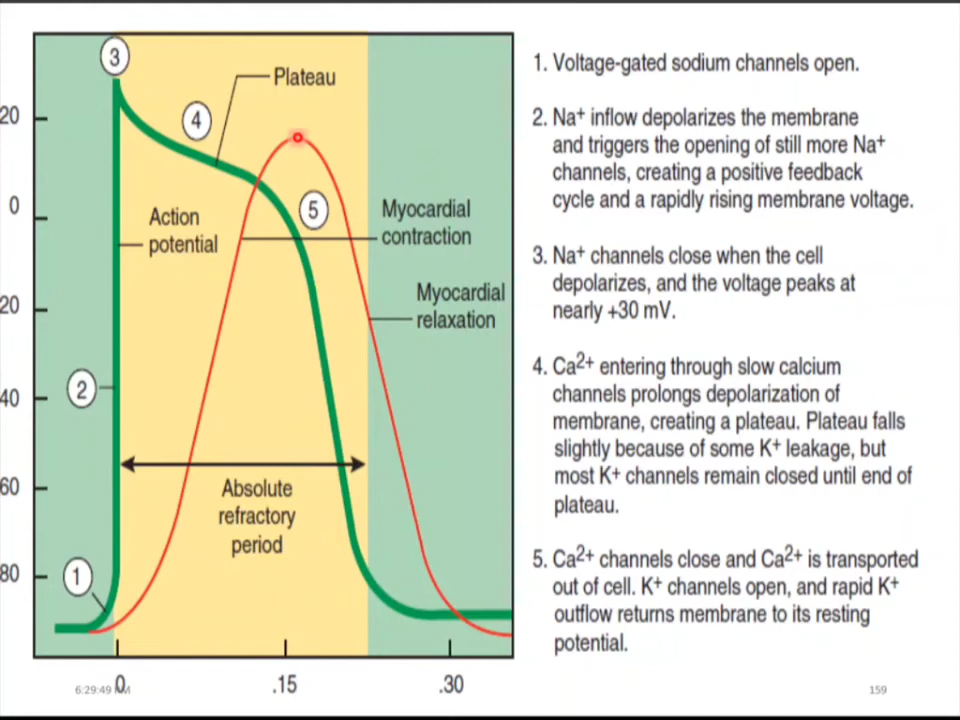 3
Plateau
20
4
0
5
Action
potential
Myocardial
contraction
Myocardial
relaxation
20
2
40
Absolute
refractory
period
60
80
1
0
.15
.30
1. Voltage-gated sodium channels open.
2. Na+ inflow depolarizes the membrane
and triggers the opening of still more Na+
channels, creating a positive feedback
cycle and a rapidly rising membrane voltage.
3. Na+ channels close when the cell
depolarizes, and the voltage peaks at
nearly +30 mV.
4. Ca2+ entering through slow calcium
channels prolongs depolarization of
membrane, creating a plateau. Plateau falls
slightly because of some K+ leakage, but
most K+ channels remain closed until end of
plateau.
5. Ca2+ channels close and Ca2+ is transported
out of cell. K+ channels open, and rapid K+
outflow returns membrane to its resting
potential.
6:29:49
159